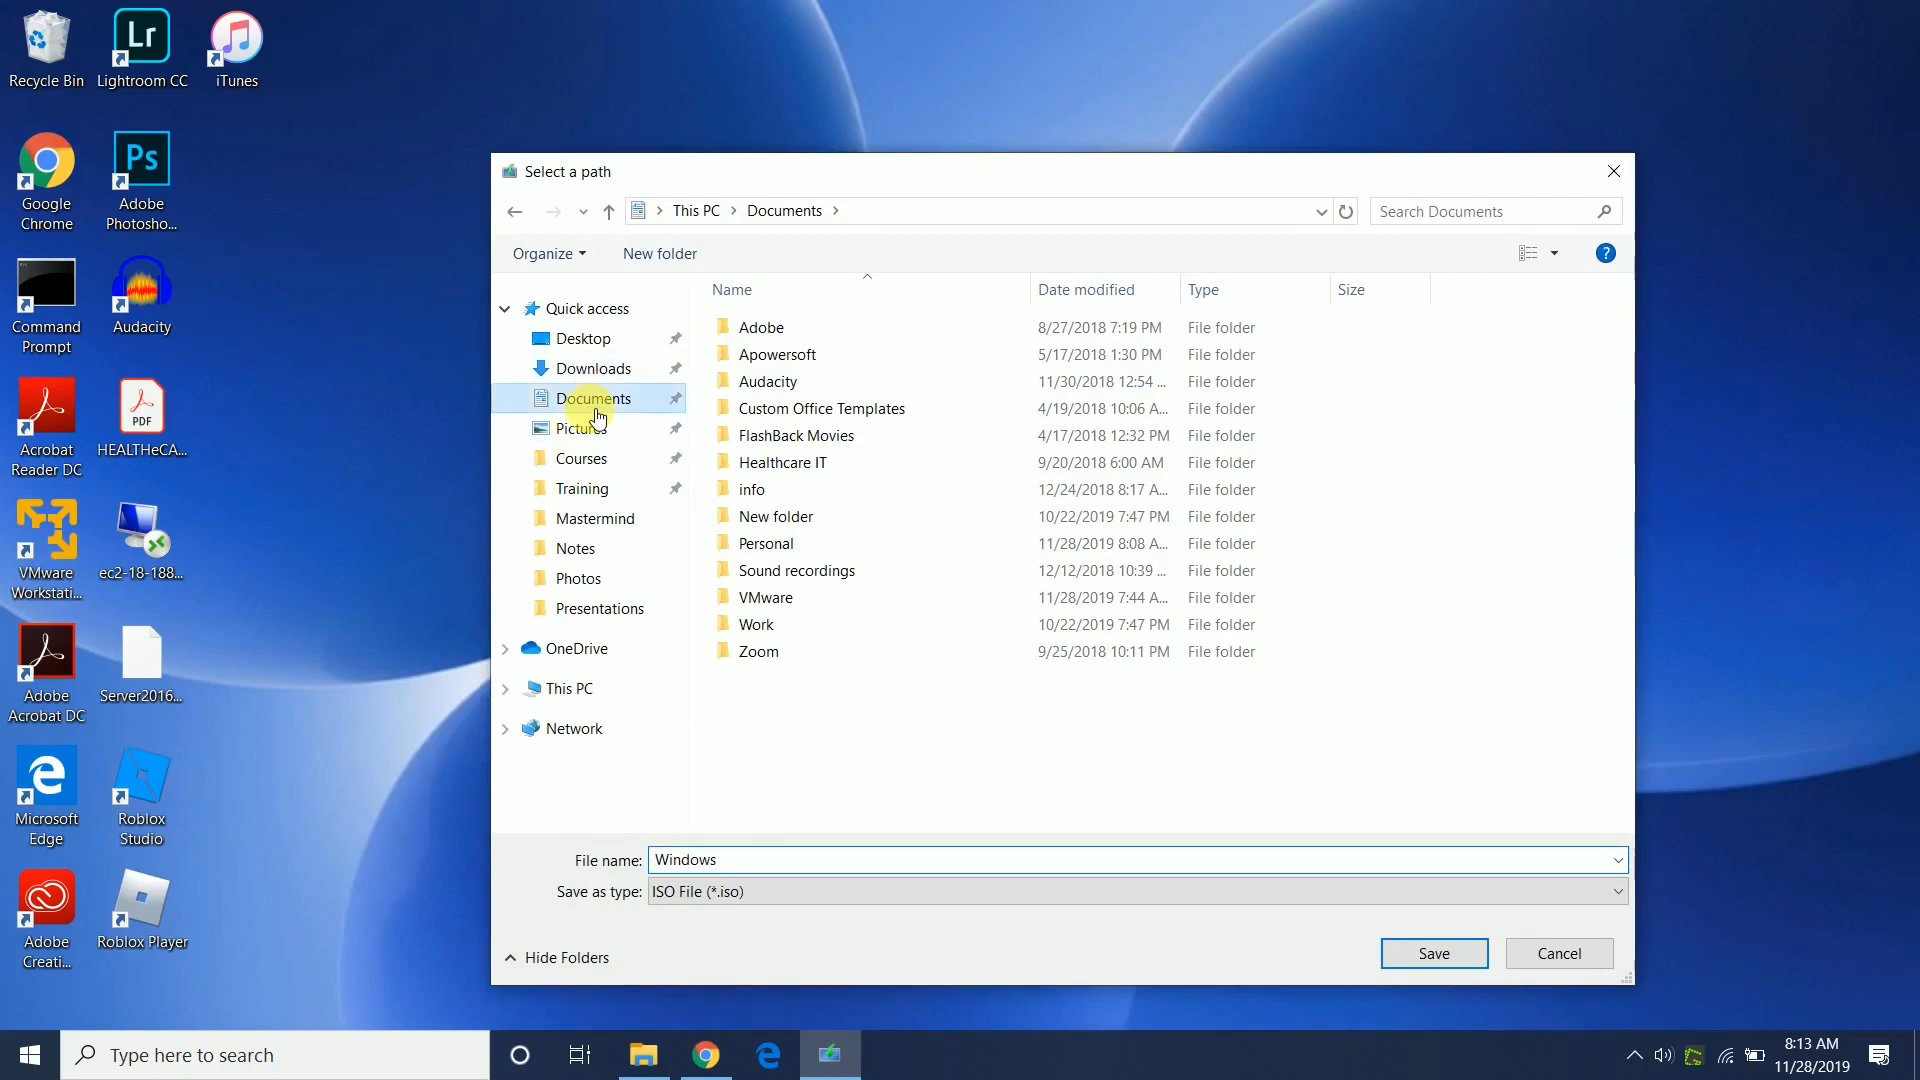 Recycle Bin
Lightroom CC
iTunes
Google
Chrome
Adobe
Photosho...
Command
Prompt
Audacity
Acrobat
Reader DC
HEALTHeCA...
VMware
Workstati...
ec2-18-188...
Adobe
Acrobat DC
Server2016...
Microsoft
Edge
Roblox
Studio
Adobe
Creati...
Roblox Player
Lr
Ps
PDF
Select a path
This PC > Documents >
Search Documents
Organize
New folder
?
Quick access
Desktop
Downloads
Documents
Pictures
Courses
Training
Mastermind
Notes
Photos
Presentations
OneDrive
This PC
Network
Name Date modified Type Size
Adobe 8/27/2018 7:19 PM File folder
Apowersoft 5/17/2018 1:30 PM File folder
Audacity 11/30/2018 12:54 ... File folder
Custom Office Templates 4/19/2018 10:06 A... File folder
FlashBack Movies 4/17/2018 12:32 PM File folder
Healthcare IT 9/20/2018 6:00 AM File folder
info 12/24/2018 8:17 A... File folder
New folder 10/22/2019 7:47 PM File folder
Personal 11/28/2019 8:08 A... File folder
Sound recordings 12/12/2018 10:39 ... File folder
VMware 11/28/2019 7:44 A... File folder
Work 10/22/2019 7:47 PM File folder
Zoom 9/25/2018 10:11 PM File folder
File name: Windows
Save as type: ISO File (*.iso)
Hide Folders
Save
Cancel
Type here to search
8:13 AM
11/28/2019